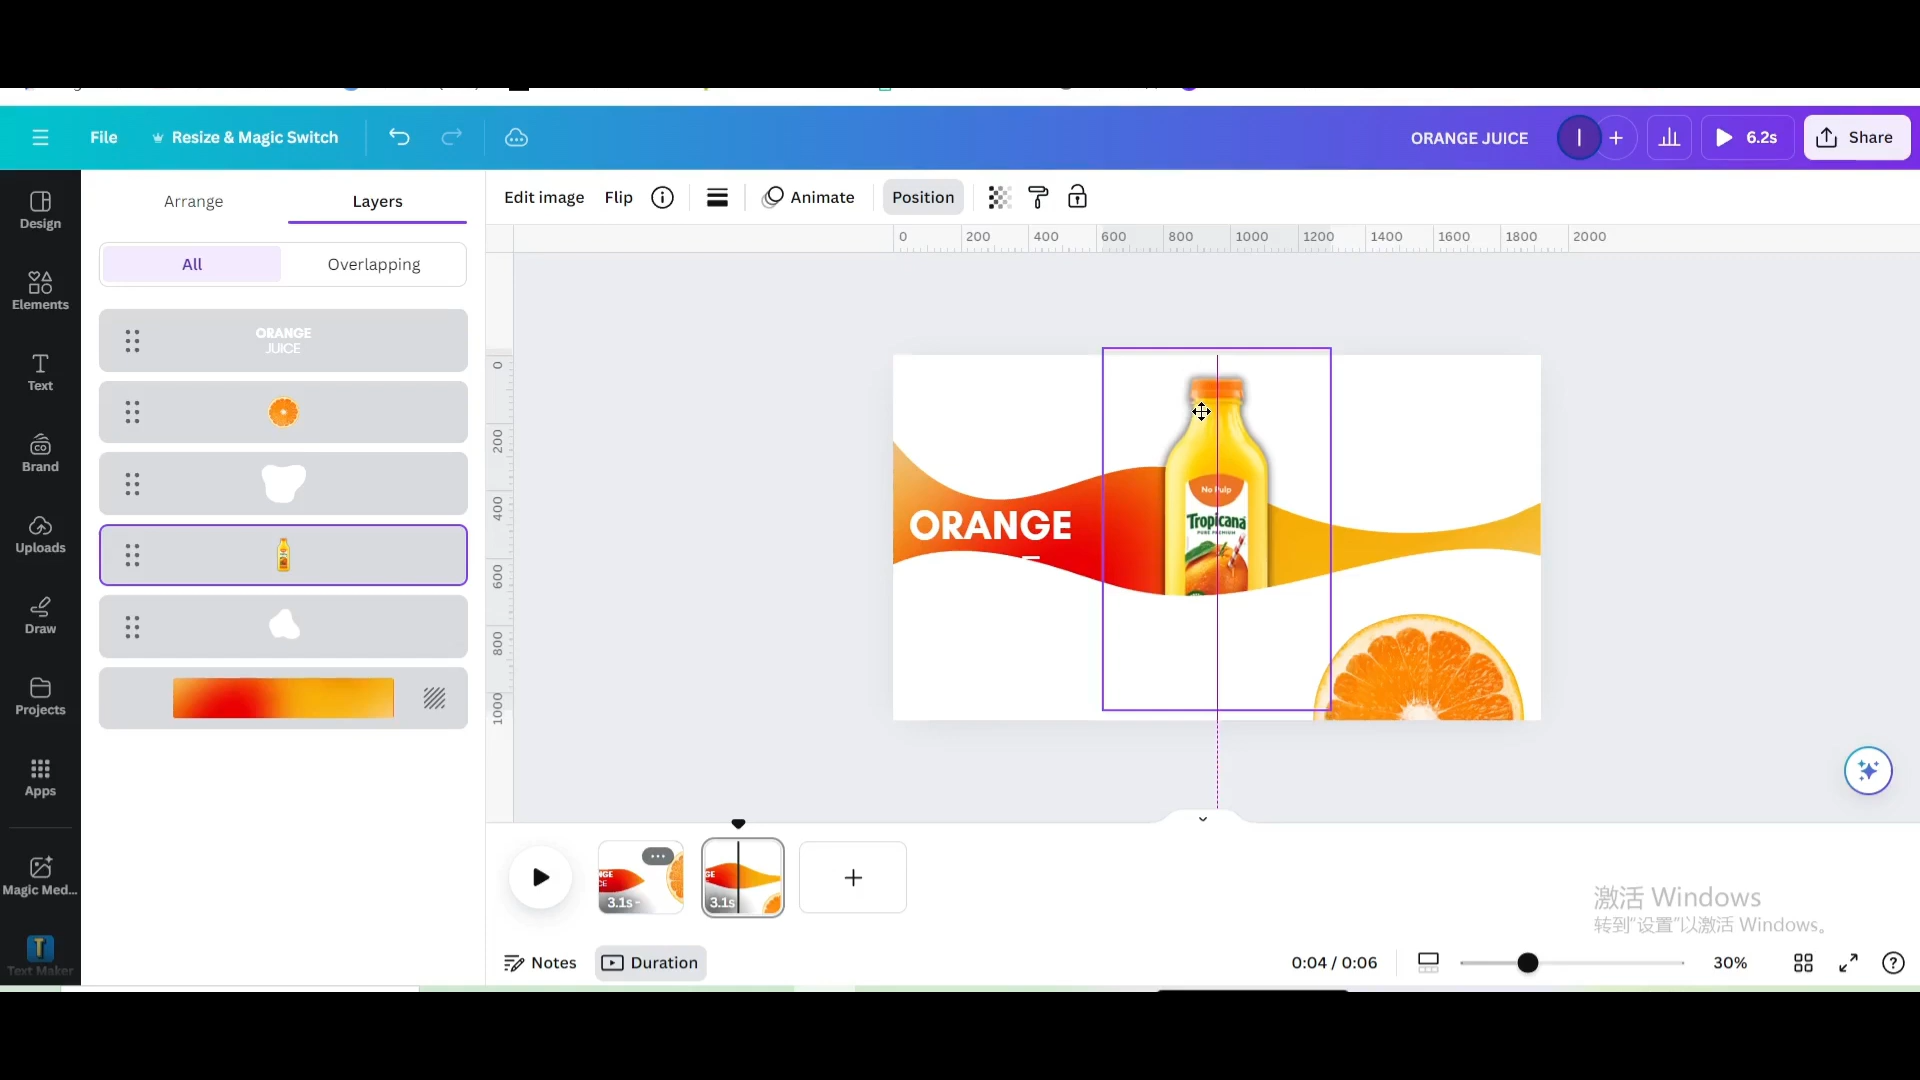 File
Resize & Magic Switch
ORANGE JUICE
I
6.2s
Share
Design
Elements
Text
Brand
Uploads
Draw
Projects
Apps
Magic Med...
Text Maker
Arrange
Layers
All
Overlapping
ORANGE
JUICE
Edit image
Flip
Animate
Position
0 200 400 600 800 1000 1200 1400 1600 1800 2000
0
200
400
600
800
1000
ORANGE
No Pulp
Tropicana
PURE PREMIUM
3.1s
3.1s
Notes
Duration
0:04 / 0:06
30%
激活 Windows
转到"设置"以激活 Windows。